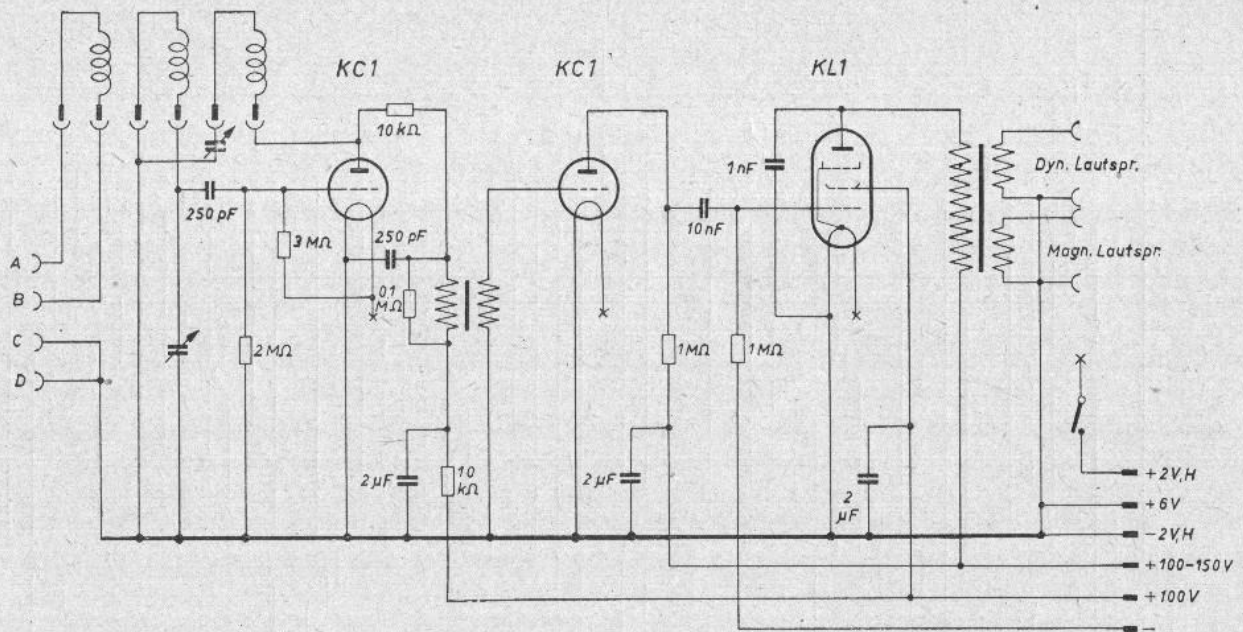 KC1
KC1
KL1
10 kΩ
250 pF
3 MΩ
250 pF
0,1
MΩ
2 MΩ
1 nF
10 nF
1 MΩ
1 MΩ
Dyn. Lautspr.
Magn. Lautspr.
A
B
C
D
2 µF
10
kΩ
2 µF
2
µF
+2V,H
+6V
-2V,H
+100-150V
+100V
-